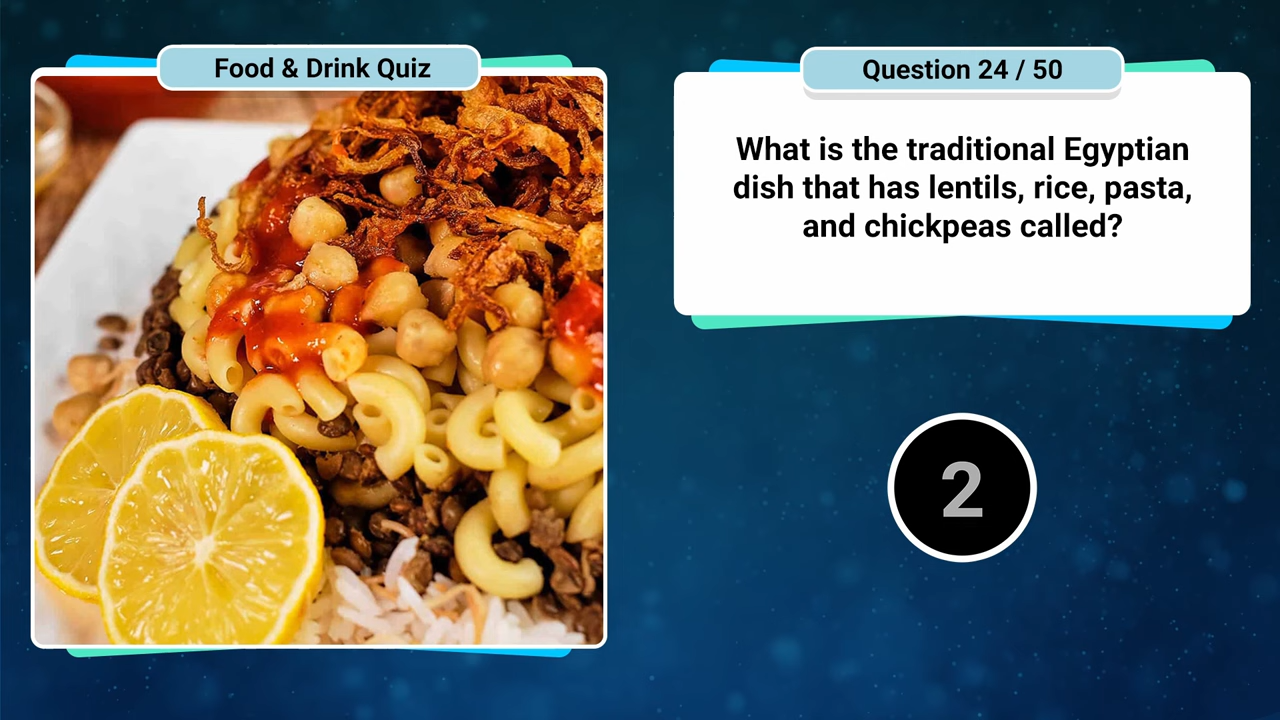 Food & Drink Quiz
Question 24 / 50
What is the traditional Egyptian
dish that has lentils, rice, pasta,
and chickpeas called?
2